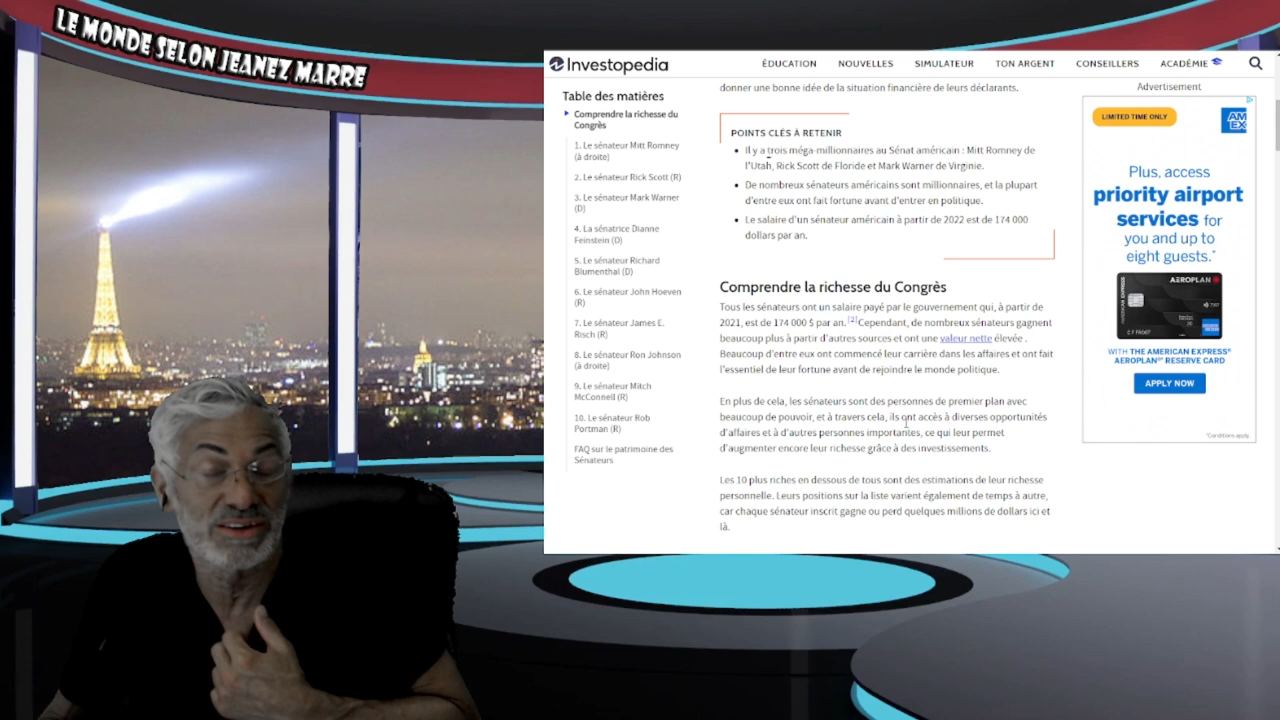 LE MONDE SELON JEANEZ MARRE
Investopedia
ÉDUCATION NOUVELLES SIMULATEUR TON ARGENT CONSEILLERS ACADÉMIE
Table des matières
Comprendre la richesse du
Congrès
1. Le sénateur Mitt Romney
(à droite)
2. Le sénateur Rick Scott (R)
3. Le sénateur Mark Warner
(D)
4. La sénatrice Dianne
Feinstein (D)
5. Le sénateur Richard
Blumenthal (D)
6. Le sénateur John Hoeven
(R)
7. Le sénateur James E.
Risch (R)
8. Le sénateur Ron Johnson
(à droite)
9. Le sénateur Mitch
McConnell (R)
10. Le sénateur Rob
Portman (R)
FAQ sur le patrimoine des
Sénateurs
donner une bonne idée de la situation financière de leurs déclarants.
POINTS CLÉS À RETENIR
Il y a trois méga-millionnaires au Sénat américain : Mitt Romney de
l'Utah, Rick Scott de Floride et Mark Warner de Virginie.
De nombreux sénateurs américains sont millionnaires, et la plupart
d'entre eux ont fait fortune avant d'entrer en politique.
Le salaire d'un sénateur américain à partir de 2022 est de 174 000
dollars par an.
Comprendre la richesse du Congrès
Tous les sénateurs ont un salaire payé par le gouvernement qui, à partir de
2021, est de 174 000 $ par an. [2]Cependant, de nombreux sénateurs gagnent
beaucoup plus à partir d'autres sources et ont une valeur nette élevée .
Beaucoup d'entre eux ont commencé leur carrière dans les affaires et ont fait
l'essentiel de leur fortune avant de rejoindre le monde politique.
En plus de cela, les sénateurs sont des personnes de premier plan avec
beaucoup de pouvoir, et à travers cela, ils ont accès à diverses opportunités
d'affaires et à d'autres personnes importantes, ce qui leur permet
d'augmenter encore leur richesse grâce à des investissements.
Les 10 plus riches en dessous de tous sont des estimations de leur richesse
personnelle. Leurs positions sur la liste varient également de temps à autre,
car chaque sénateur inscrit gagne ou perd quelques millions de dollars ici et
là.
Advertisement
LIMITED TIME ONLY
AM
EX
Plus, access
priority airport
services for
you and up to
eight guests.*
AEROPLAN
WITH THE AMERICAN EXPRESS®
AEROPLAN®* RESERVE CARD
APPLY NOW
*Conditions apply.